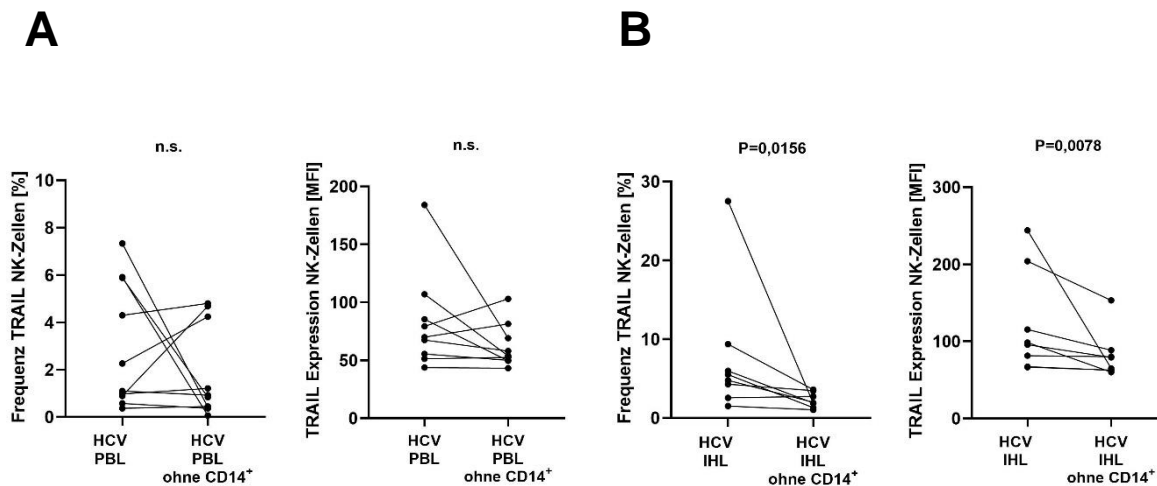 A
B
n.s.
Frequenz TRAIL NK-Zellen [%]
10
8
6
4
2
0
HCV
PBL
HCV
PBL
ohne CD14⁺
n.s.
TRAIL Expression NK-Zellen [MFI]
200
150
100
50
0
HCV
PBL
HCV
PBL
ohne CD14⁺
P=0,0156
Frequenz TRAIL NK-Zellen [%]
30
20
10
0
HCV
IHL
HCV
IHL
ohne CD14⁺
P=0,0078
TRAIL Expression NK-Zellen [MFI]
300
200
100
0
HCV
IHL
HCV
IHL
ohne CD14⁺